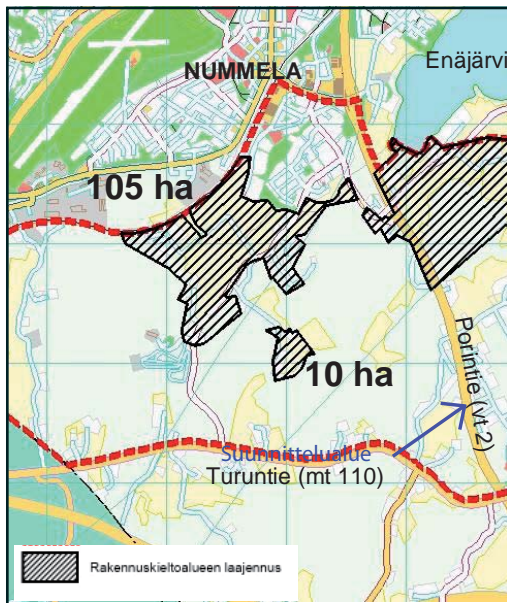 Enäjärvi
NUMMELA
105 ha
Porintie (vt 2)
10 ha
Suunnittelualue
Turuntie (mt 110)
Rakennuskieltoalueen laajennus